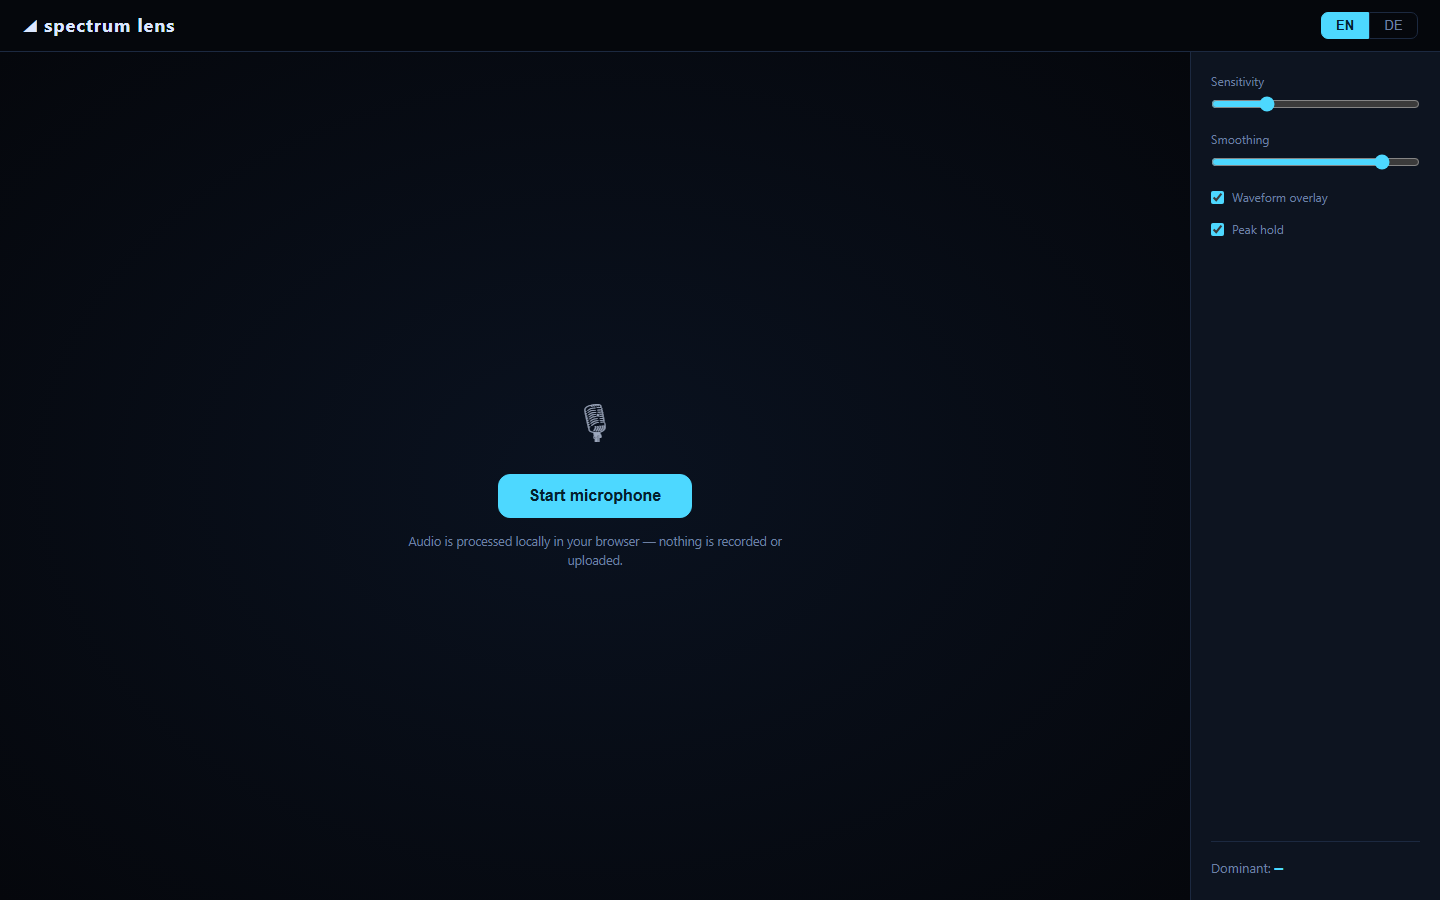 spectrum lens
EN DE
Sensitivity
Smoothing
Waveform overlay
Peak hold
Start microphone
Audio is processed locally in your browser — nothing is recorded or
uploaded.
Dominant: —